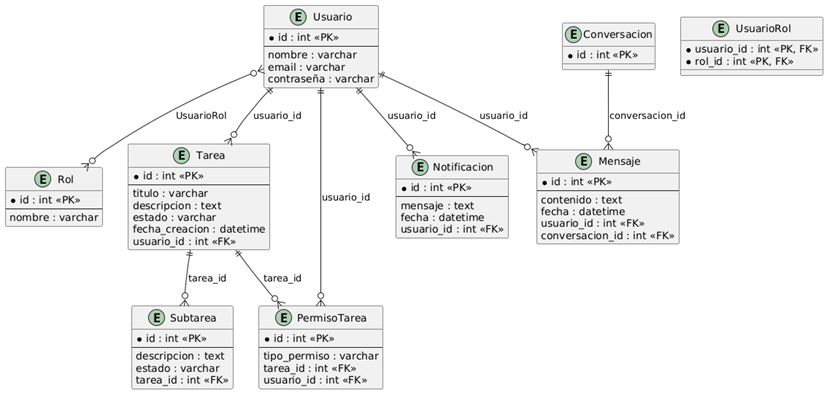 E Usuario
● id : int «PK»
nombre : varchar
email : varchar
contraseña : varchar
E Conversacion
● id : int «PK»
E UsuarioRol
● usuario_id : int «PK, FK»
● rol_id : int «PK, FK»
UsuarioRol
usuario_id
usuario_id
usuario_id
conversacion_id
E Rol
● id : int «PK»
nombre : varchar
E Tarea
● id : int «PK»
titulo : varchar
descripcion : text
estado : varchar
fecha_creacion : datetime
usuario_id : int «FK»
usuario_id
E Notificacion
● id : int «PK»
mensaje : text
fecha : datetime
usuario_id : int «FK»
E Mensaje
● id : int «PK»
contenido : text
fecha : datetime
usuario_id : int «FK»
conversacion_id : int «FK»
tarea_id
tarea_id
E Subtarea
● id : int «PK»
descripcion : text
estado : varchar
tarea_id : int «FK»
E PermisoTarea
● id : int «PK»
tipo_permiso : varchar
tarea_id : int «FK»
usuario_id : int «FK»